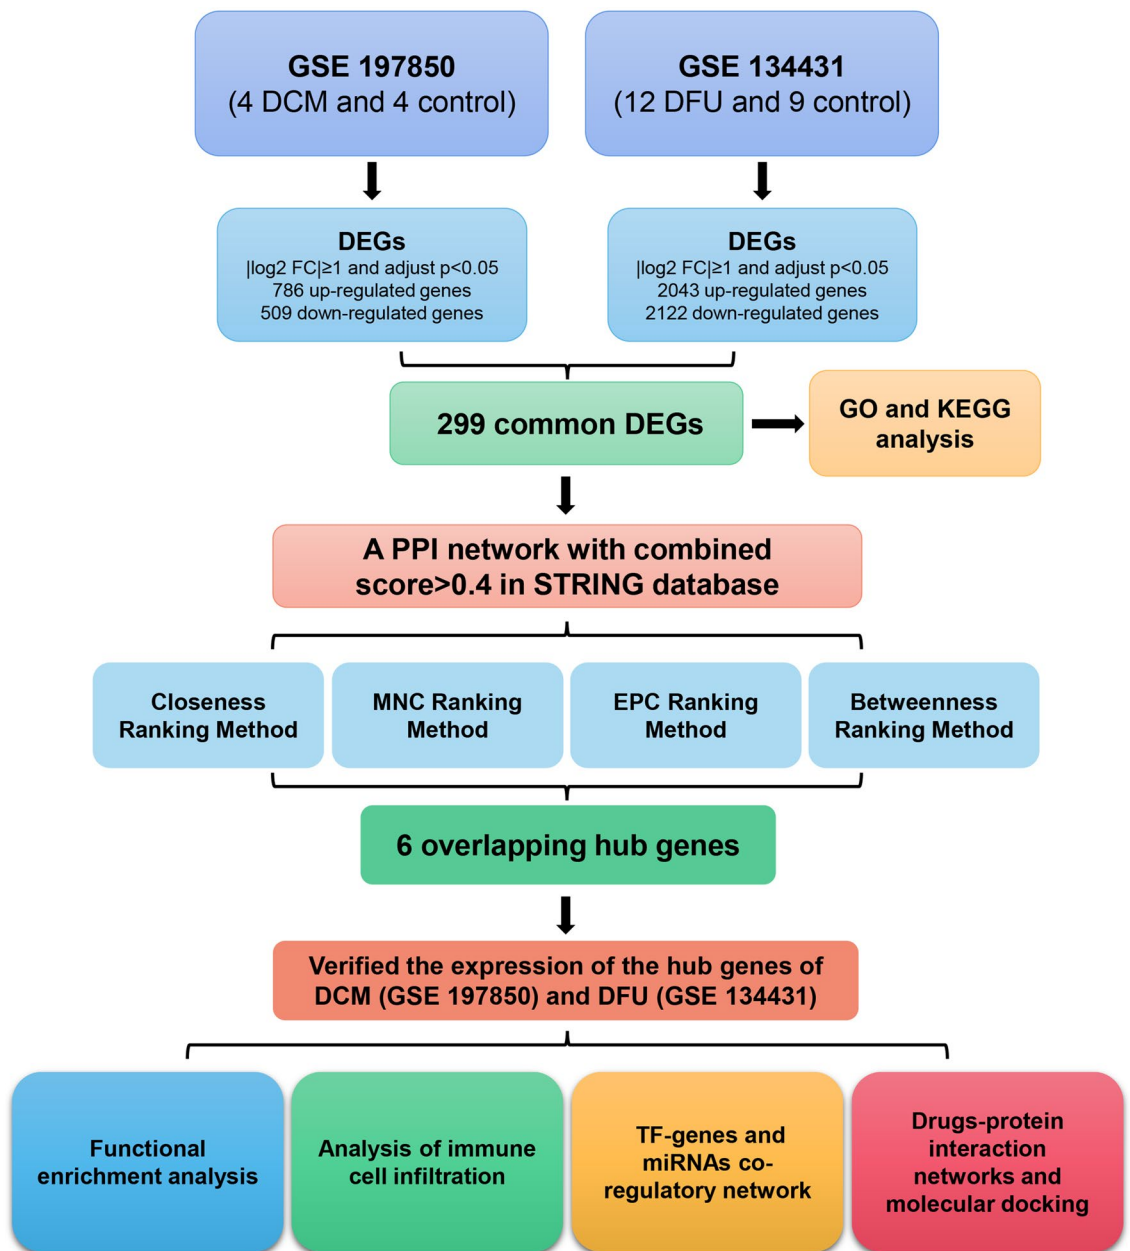 GSE 197850
(4 DCM and 4 control)
GSE 134431
(12 DFU and 9 control)
DEGs
|log2 FC|≥1 and adjust p<0.05
786 up-regulated genes
509 down-regulated genes
DEGs
|log2 FC|≥1 and adjust p<0.05
2043 up-regulated genes
2122 down-regulated genes
299 common DEGs
GO and KEGG
analysis
A PPI network with combined
score>0.4 in STRING database
Closeness
Ranking Method
MNC Ranking
Method
EPC Ranking
Method
Betweenness
Ranking Method
6 overlapping hub genes
Verified the expression of the hub genes of
DCM (GSE 197850) and DFU (GSE 134431)
Functional
enrichment analysis
Analysis of immune
cell infiltration
TF-genes and
miRNAs co-
regulatory network
Drugs-protein
interaction
networks and
molecular docking